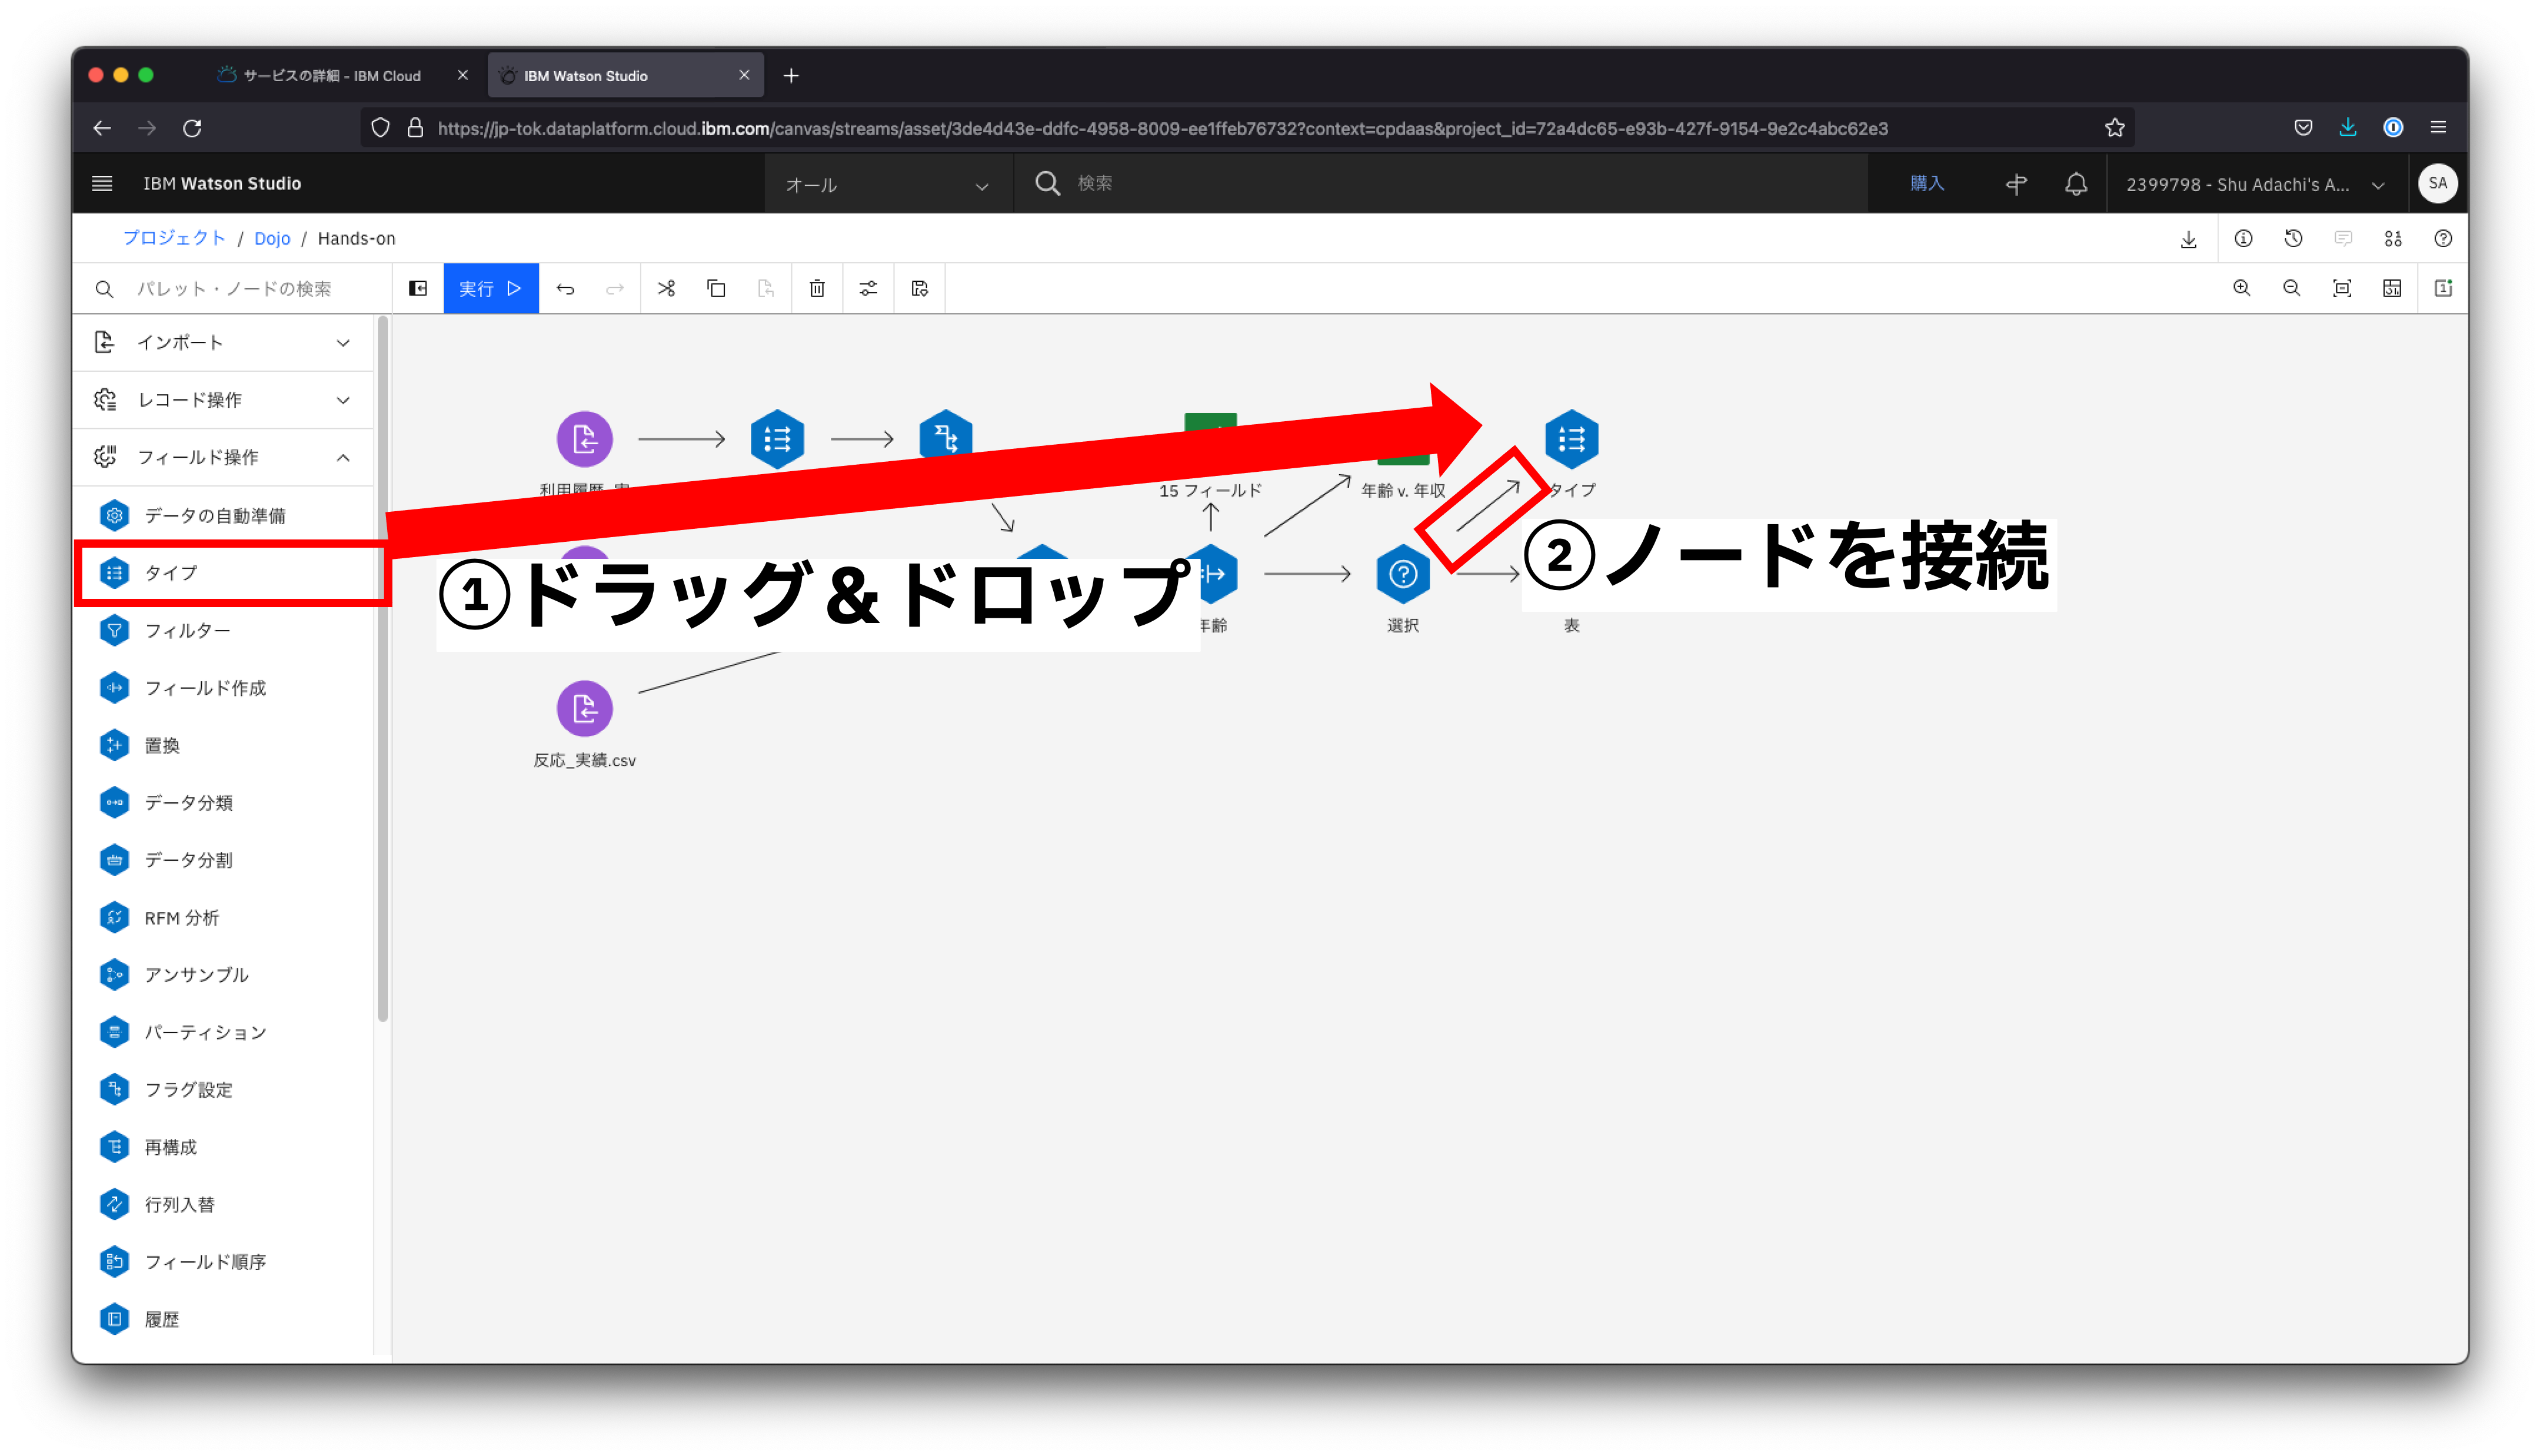 サービスの詳細 - IBM Cloud
IBM Watson Studio
https://jp-tok.dataplatform.cloud.ibm.com/canvas/streams/asset/3de4d43e-ddfc-4958-8009-ee1ffeb76732?context=cpdaas&project_id=72a4dc65-e93b-427f-9154-9e2c4abc62e3
IBM Watson Studio
オール
検索
購入
2399798 - Shu Adachi's A...
SA
プロジェクト / Dojo / Hands-on
パレット・ノードの検索
実行
インポート
レコード操作
フィールド操作
データの自動準備
タイプ
フィルター
フィールド作成
置換
データ分類
データ分割
RFM 分析
アンサンブル
パーティション
フラグ設定
再構成
行列入替
フィールド順序
履歴
15 フィールド
年齢 v. 年収
タイプ
①ドラッグ&ドロップ
②ノードを接続
年齢
選択
表
反応_実績.csv